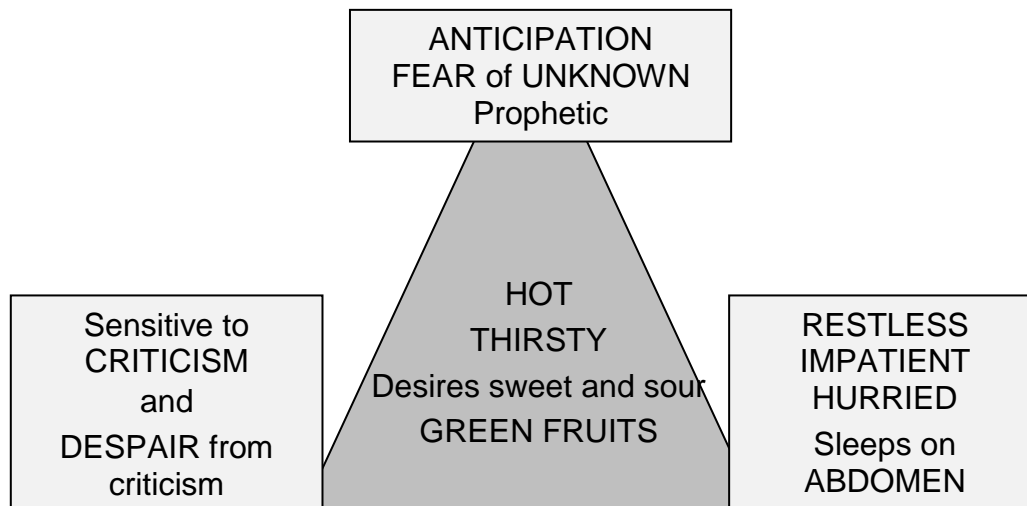 ANTICIPATION
FEAR of UNKNOWN
Prophetic
Sensitive to
CRITICISM
and
DESPAIR from
criticism
HOT
THIRSTY
Desires sweet and sour
GREEN FRUITS
RESTLESS
IMPATIENT
HURRIED
Sleeps on
ABDOMEN